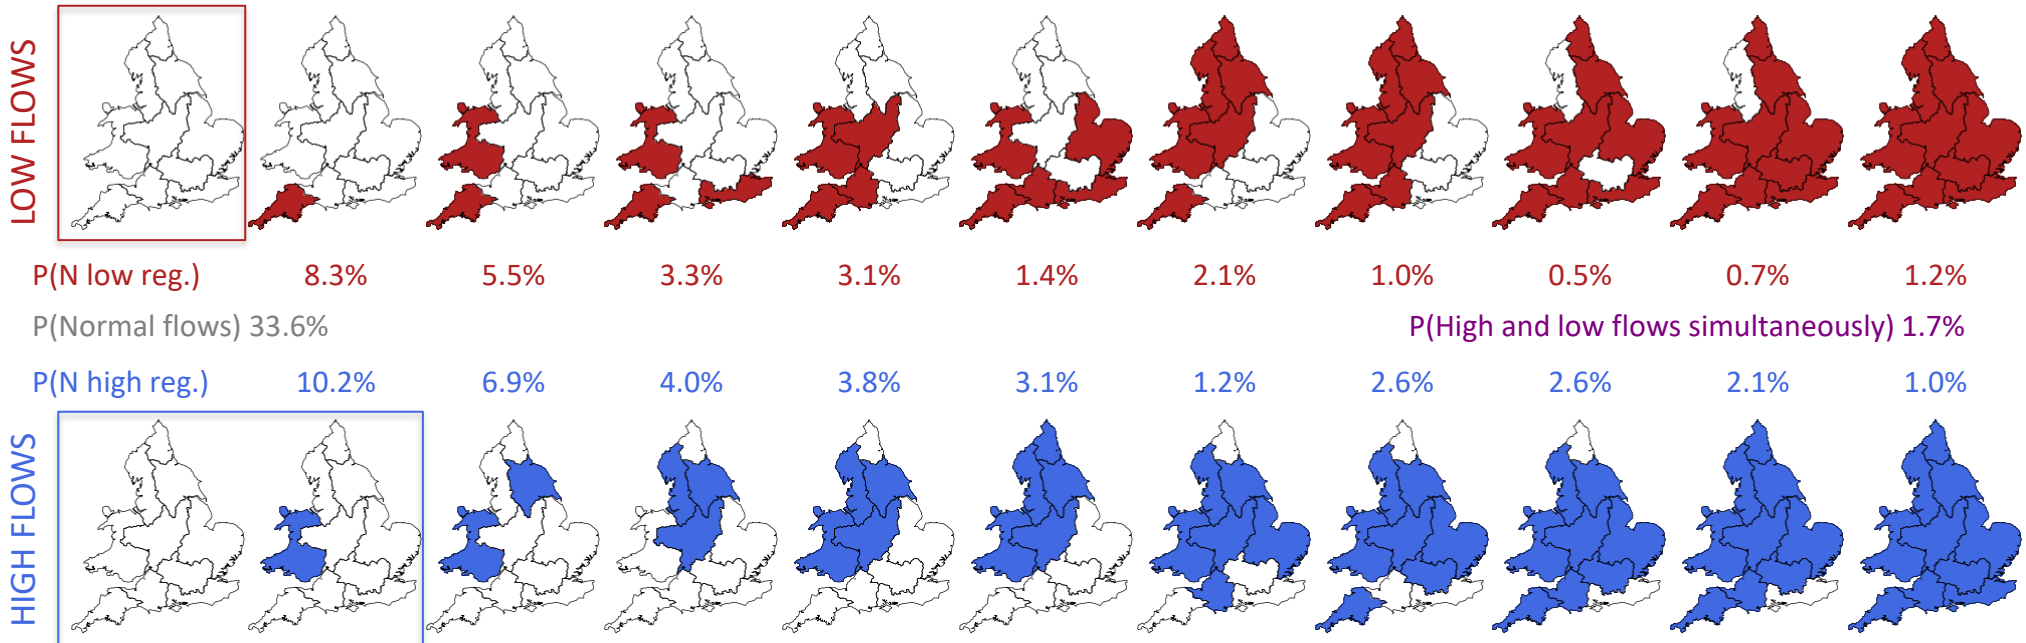 LOW FLOWS
P(N low reg.) 8.3% 5.5% 3.3% 3.1% 1.4% 2.1% 1.0% 0.5% 0.7% 1.2%
P(Normal flows) 33.6% P(High and low flows simultaneously) 1.7%
P(N high reg.) 10.2% 6.9% 4.0% 3.8% 3.1% 1.2% 2.6% 2.6% 2.1% 1.0%
HIGH FLOWS